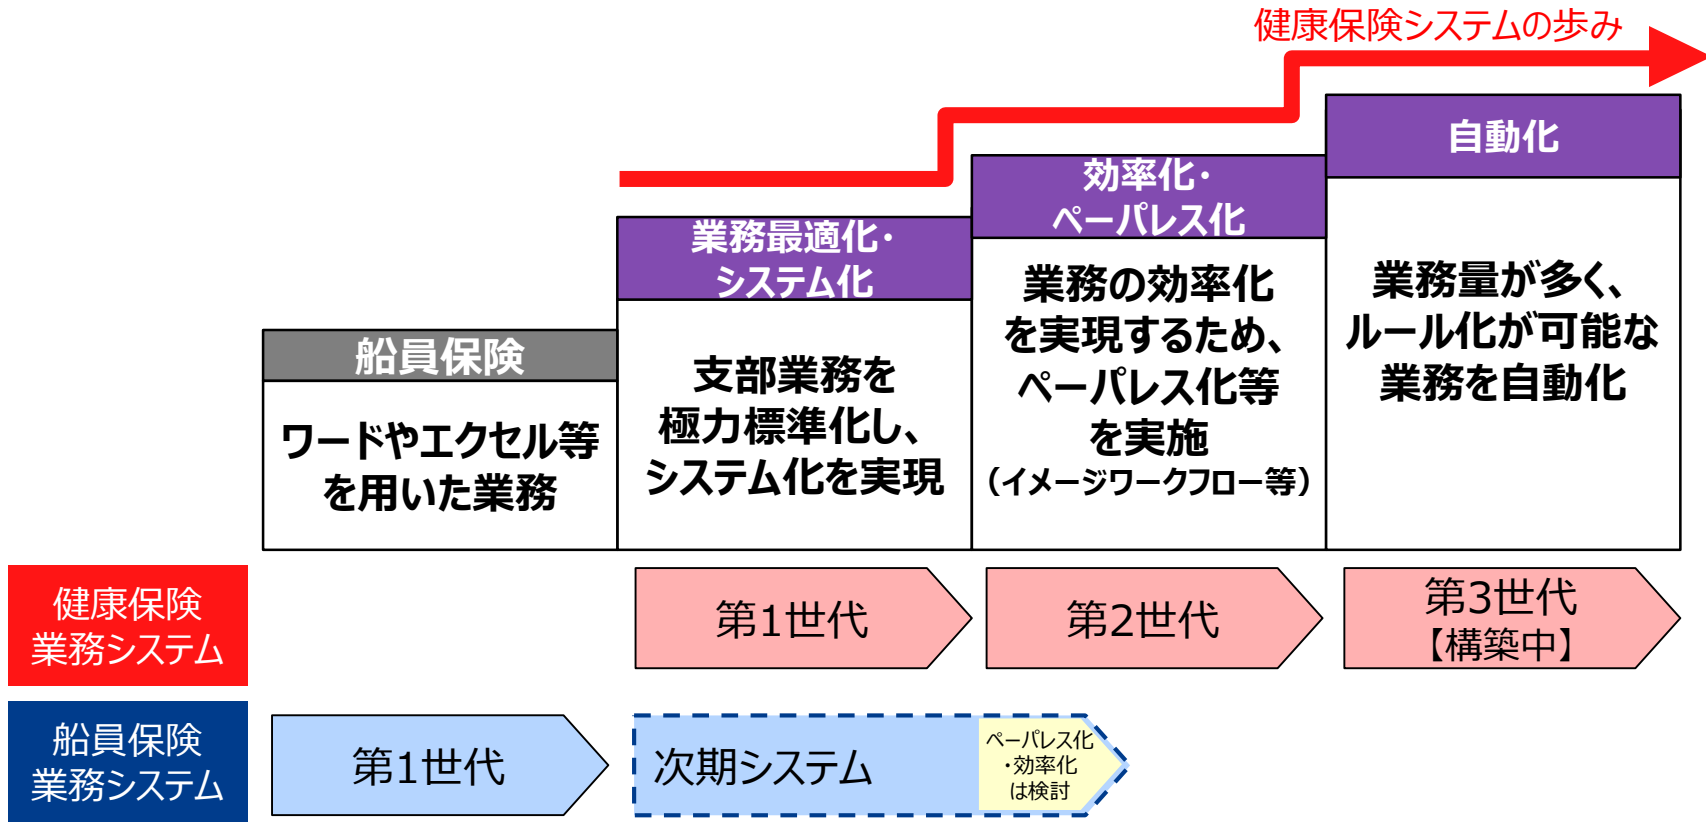 健康保険システムの歩み
自動化
業務量が多く、
ルール化が可能な
業務を自動化
効率化・
ペーパレス化
業務の効率化
を実現するため、
ペーパレス化等
を実施
(イメージワークフロー等)
業務最適化・
システム化
支部業務を
極力標準化し、
システム化を実現
船員保険
ワードやエクセル等
を用いた業務
健康保険
業務システム
第1世代
第2世代
第3世代
【構築中】
船員保険
業務システム
第1世代
次期システム
ペーパレス化
・効率化
は検討